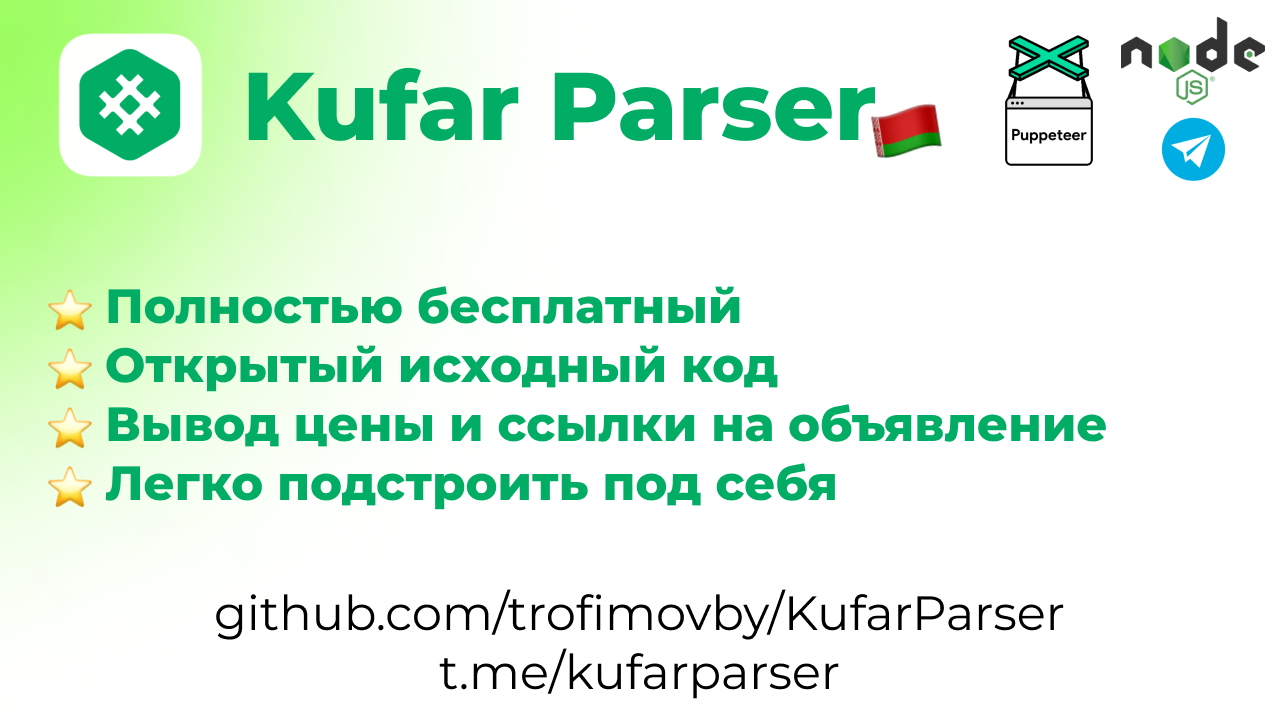 Kufar Parser
Puppeteer
node
JS
Полностью бесплатный
Открытый исходный код
Вывод цены и ссылки на объявление
Легко подстроить под себя
github.com/trofimovby/KufarParser
t.me/kufarparser